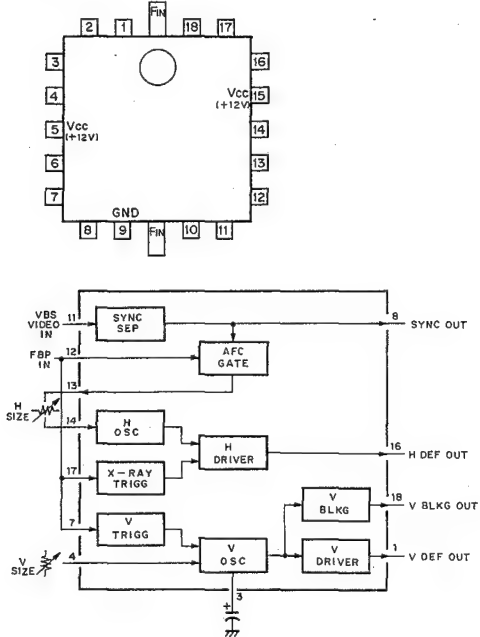 FIN
2 1 18 17
3 16
4 VCC (+12V) 15
5 VCC (+12V) 14
6 13
7 12
GND
8 9 FIN 10 11
VBS VIDEO IN 11 SYNC SEP 8 SYNC OUT
FBP IN 12 AFC GATE
13
H SIZE
14 H OSC
H DRIVER 16 H DEF OUT
17 X-RAY TRIGG
V BLKG 18 V BLKG OUT
7 V TRIGG
V SIZE 4 V OSC V DRIVER 1 V DEF OUT
3
+